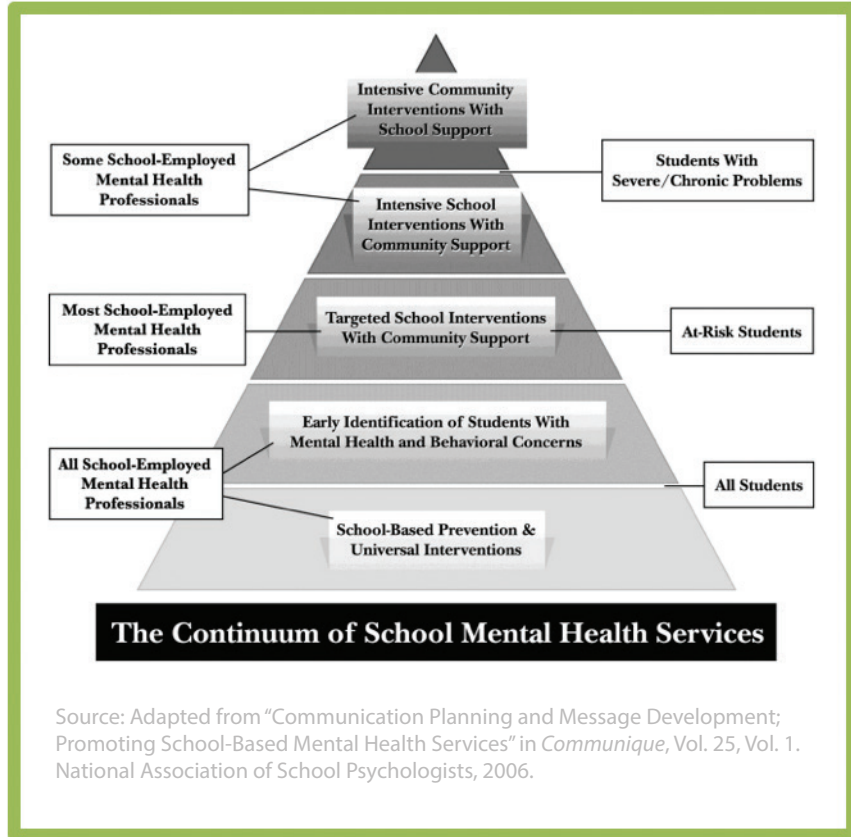 Intensive Community
Interventions With
School Support
Some School-Employed
Mental Health
Professionals
Students With
Severe/Chronic Problems
Intensive School
Interventions With
Community Support
Most School-Employed
Mental Health
Professionals
Targeted School Interventions
With Community Support
At-Risk Students
Early Identification of Students With
Mental Health and Behavioral Concerns
All School-Employed
Mental Health
Professionals
All Students
School-Based Prevention &
Universal Interventions
The Continuum of School Mental Health Services
Source: Adapted from “Communication Planning and Message Development;
Promoting School-Based Mental Health Services” in Communique, Vol. 25, Vol. 1.
National Association of School Psychologists, 2006.